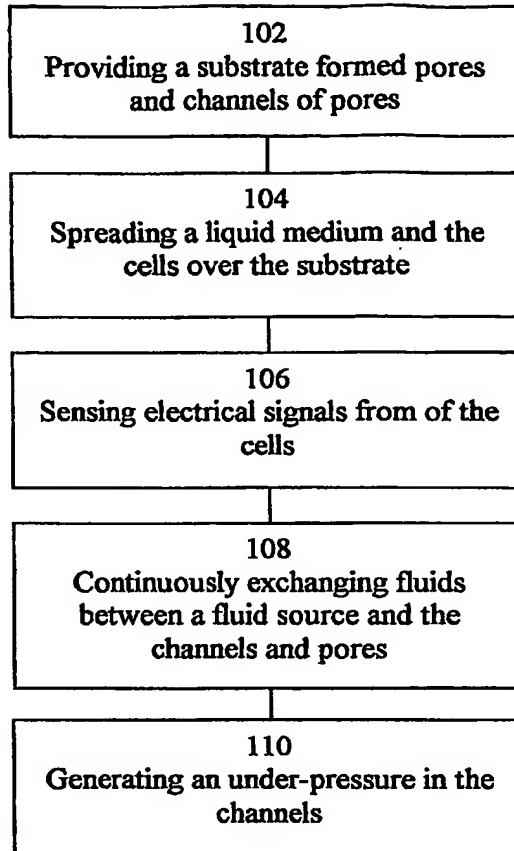 102
Providing a substrate formed pores
and channels of pores
104
Spreading a liquid medium and the
cells over the substrate
106
Sensing electrical signals from of the
cells
108
Continuously exchanging fluids
between a fluid source and the
channels and pores
110
Generating an under-pressure in the
channels